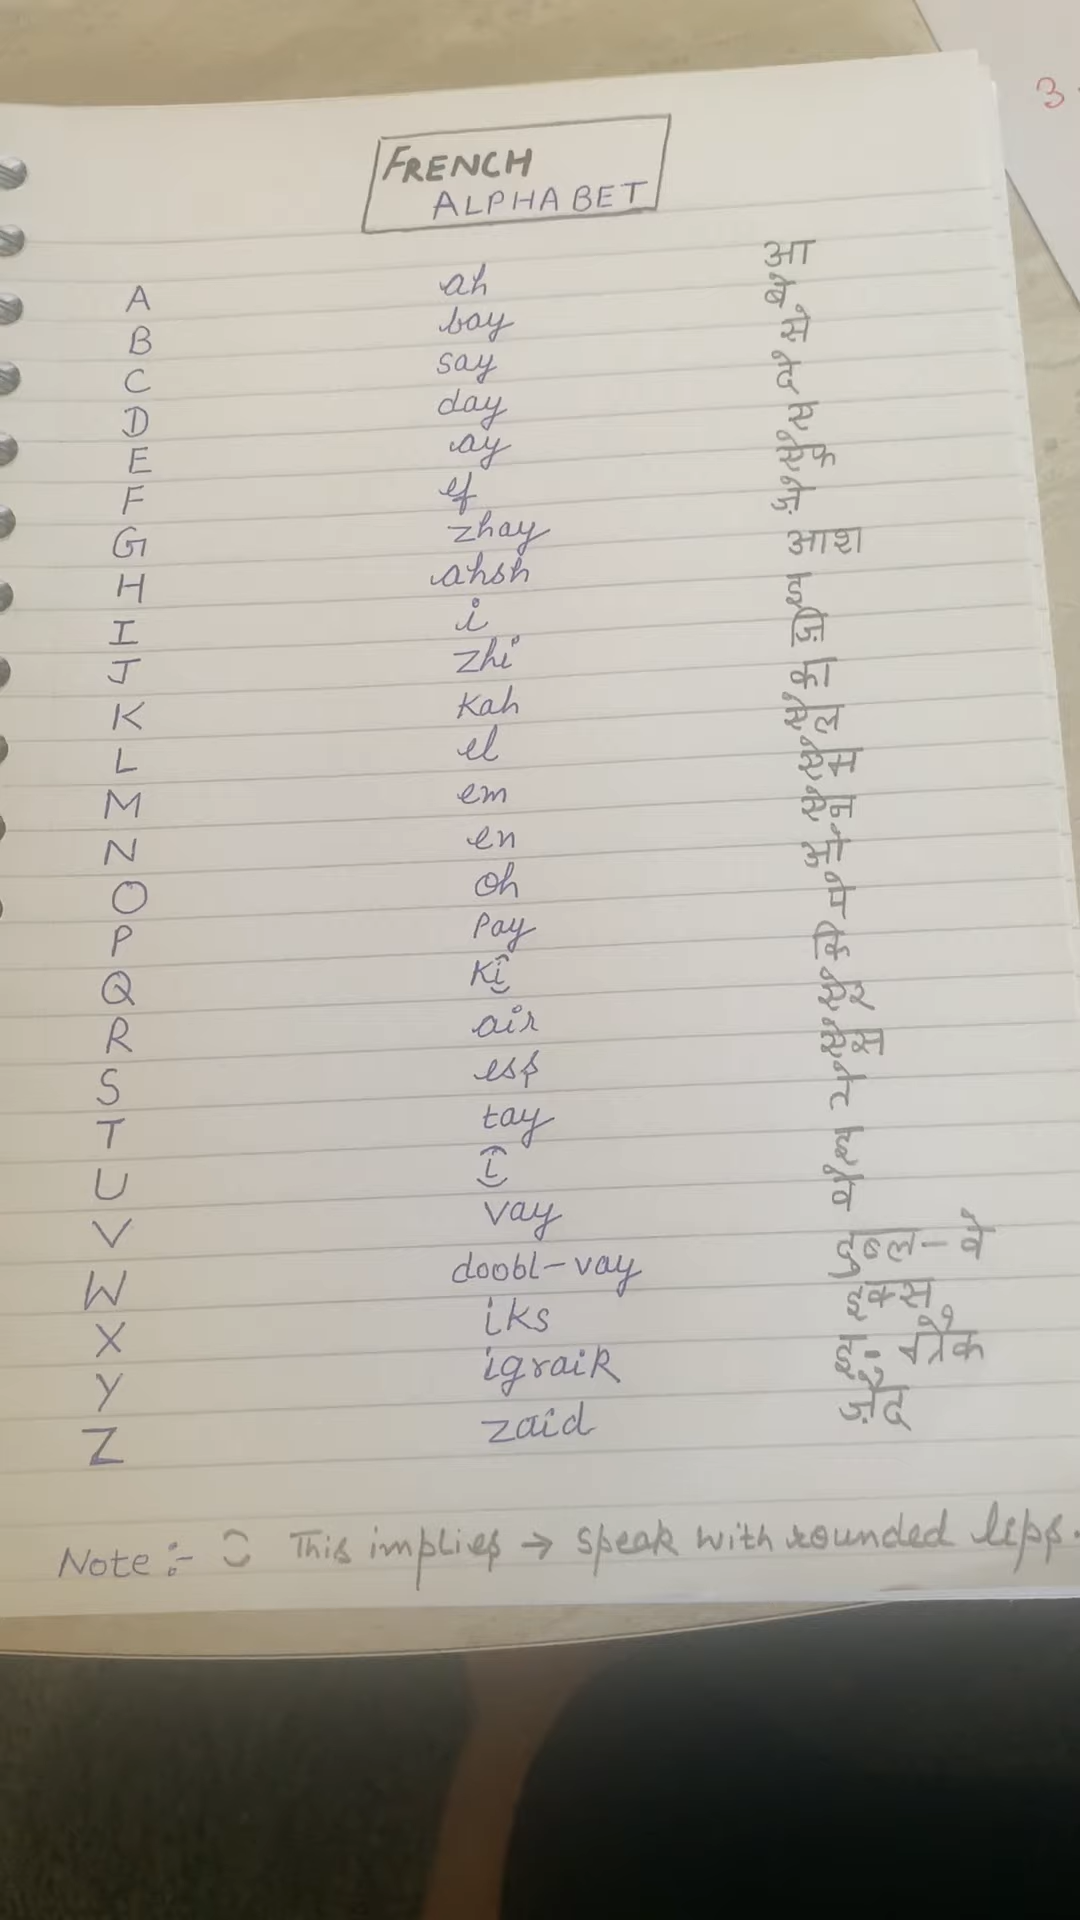 3
FRENCH
ALPHABET
A ah आ
B bay बे
C say से
D day दे
E ay ए
F ef ऐफ
G zhay ज़े
H ahsh आश
I i इ
J zhi ज़ी
K kah का
L el ऐल
M em ऐम
N en ऐन
O oh ओ
P pay पे
Q ki की
R air ऐर
S ess ऐस
T tay ते
U i इ
V vay वे
W doobl-vay दुब्ल-वे
X iks इक्स
Y igraik
Z zaid ज़ैद
Note :- This implies → speak with rounded lips.